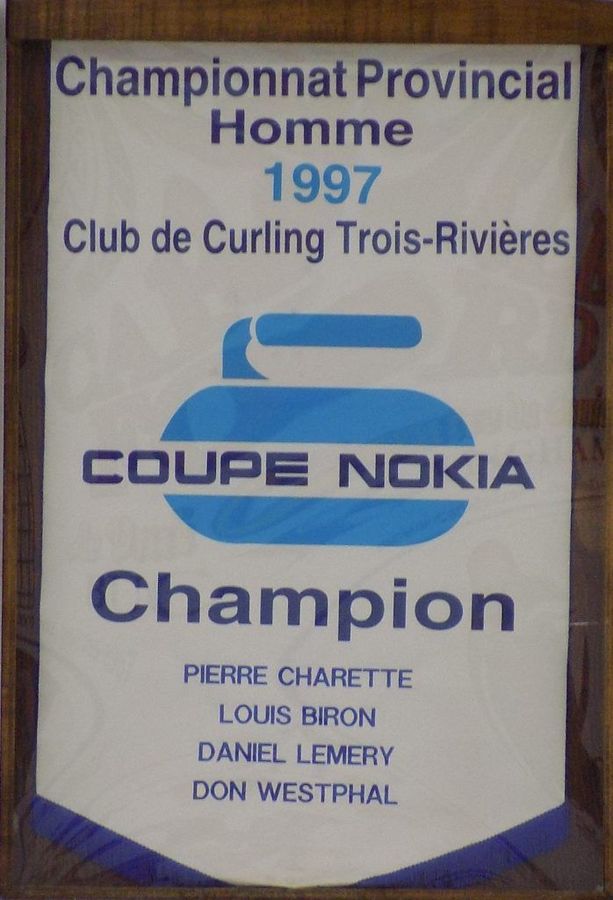 Championnat Provincial
Homme
1997
Club de Curling Trois-Rivières
COUPE NOKIA
Champion
PIERRE CHARETTE
LOUIS BIRON
DANIEL LEMERY
DON WESTPHAL